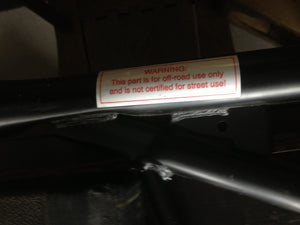 WARNING:
This part is for off-road use only
and is not certified for street use!